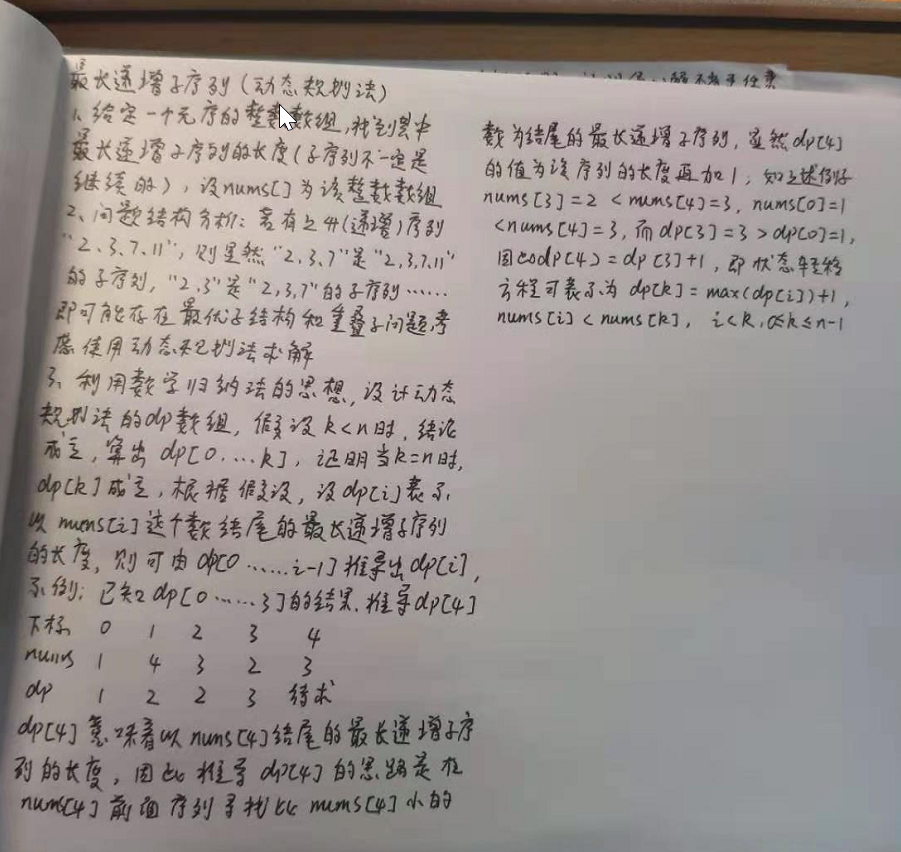 最长递增子序列(动态规划法)
1、给定一个无序的整数数组,找到其中
最长递增子序列的长度(子序列不一定是
继续的),设nums[]为该整数数组
2、问题结构分析:若有上升(递增)序列
"2、3、7、11",则显然"2,3、7"是"2,3,7,11"
的子序列,"2,3"是"2,3,7"的子序列……
即可能存在最优子结构和重叠子问题,考
虑使用动态规划法求解
3、利用数学归纳法的思想,设计动态
规划法的dp数组,假设k<n时,结论
成立,算出dp[0....k],证明当k=n时,
dp[k]成立,根据假设,设dp[i]表示
以nums[i]这个数结尾的最长递增子序列
的长度,则可由dp[0……i-1]推导出dp[i],
示例:已知dp[0……3]的结果,推导dp[4]
下标 0 1 2 3 4
nums 1 4 3 2 3
dp 1 2 2 3 待求
dp[4]意味着以nums[4]结尾的最长递增子序
列的长度,因此推导dp[4]的思路是在
nums[4]前面序列寻找比nums[4]小的
数为结尾的最长递增子序列,显然dp[4]
的值为该序列的长度再加1,如上述例子
nums[3]=2<nums[4]=3,nums[0]=1
<nums[4]=3,而dp[3]=3>dp[0]=1,
因此dp[4]=dp[3]+1,即状态转移
方程可表示为dp[k]=max(dp[i])+1,
nums[i]<nums[k],i<k,0≤k≤n-1